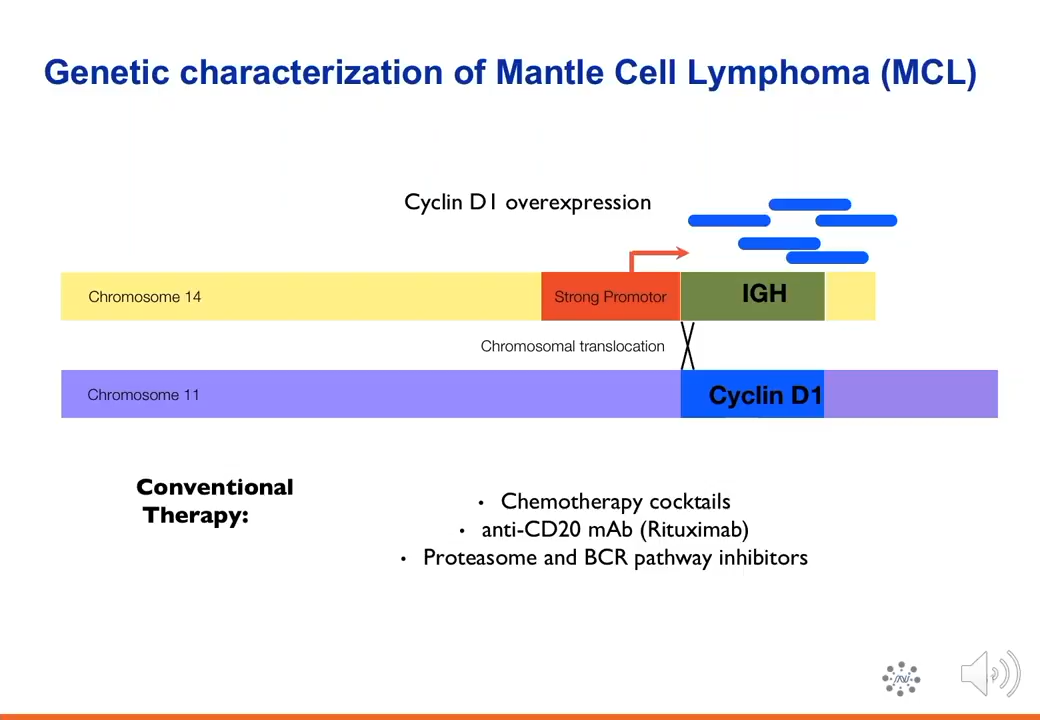 Genetic characterization of Mantle Cell Lymphoma (MCL)
Cyclin D1 overexpression
Chromosome 14
Strong Promotor
IGH
Chromosomal translocation
Chromosome 11
Cyclin D1
Conventional
Therapy:
• Chemotherapy cocktails
• anti-CD20 mAb (Rituximab)
• Proteasome and BCR pathway inhibitors